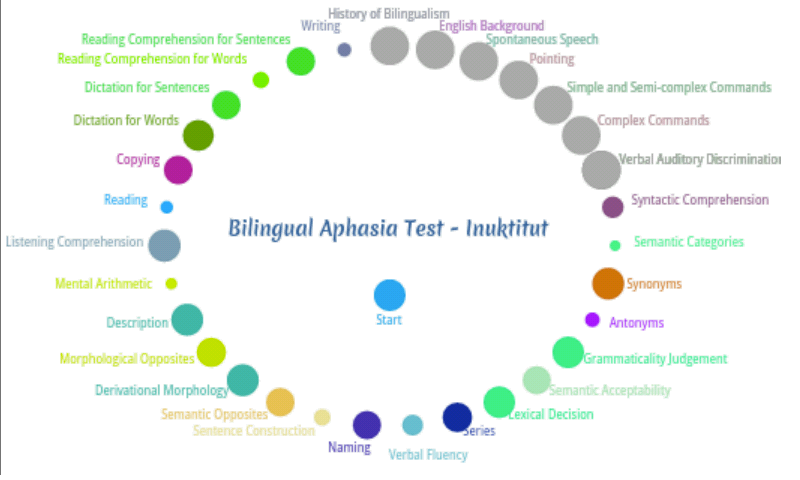 History of Bilingualism
Writing
English Background
Reading Comprehension for Sentences
Spontaneous Speech
Reading Comprehension for Words
Pointing
Dictation for Sentences
Simple and Semi-complex Commands
Dictation for Words
Complex Commands
Copying
Verbal Auditory Discrimination
Reading
Syntactic Comprehension
Bilingual Aphasia Test - Inuktitut
Listening Comprehension
Semantic Categories
Mental Arithmetic
Synonyms
Start
Description
Antonyms
Morphological Opposites
Grammaticality Judgement
Derivational Morphology
Semantic Acceptability
Semantic Opposites
Lexical Decision
Sentence Construction
Series
Naming
Verbal Fluency